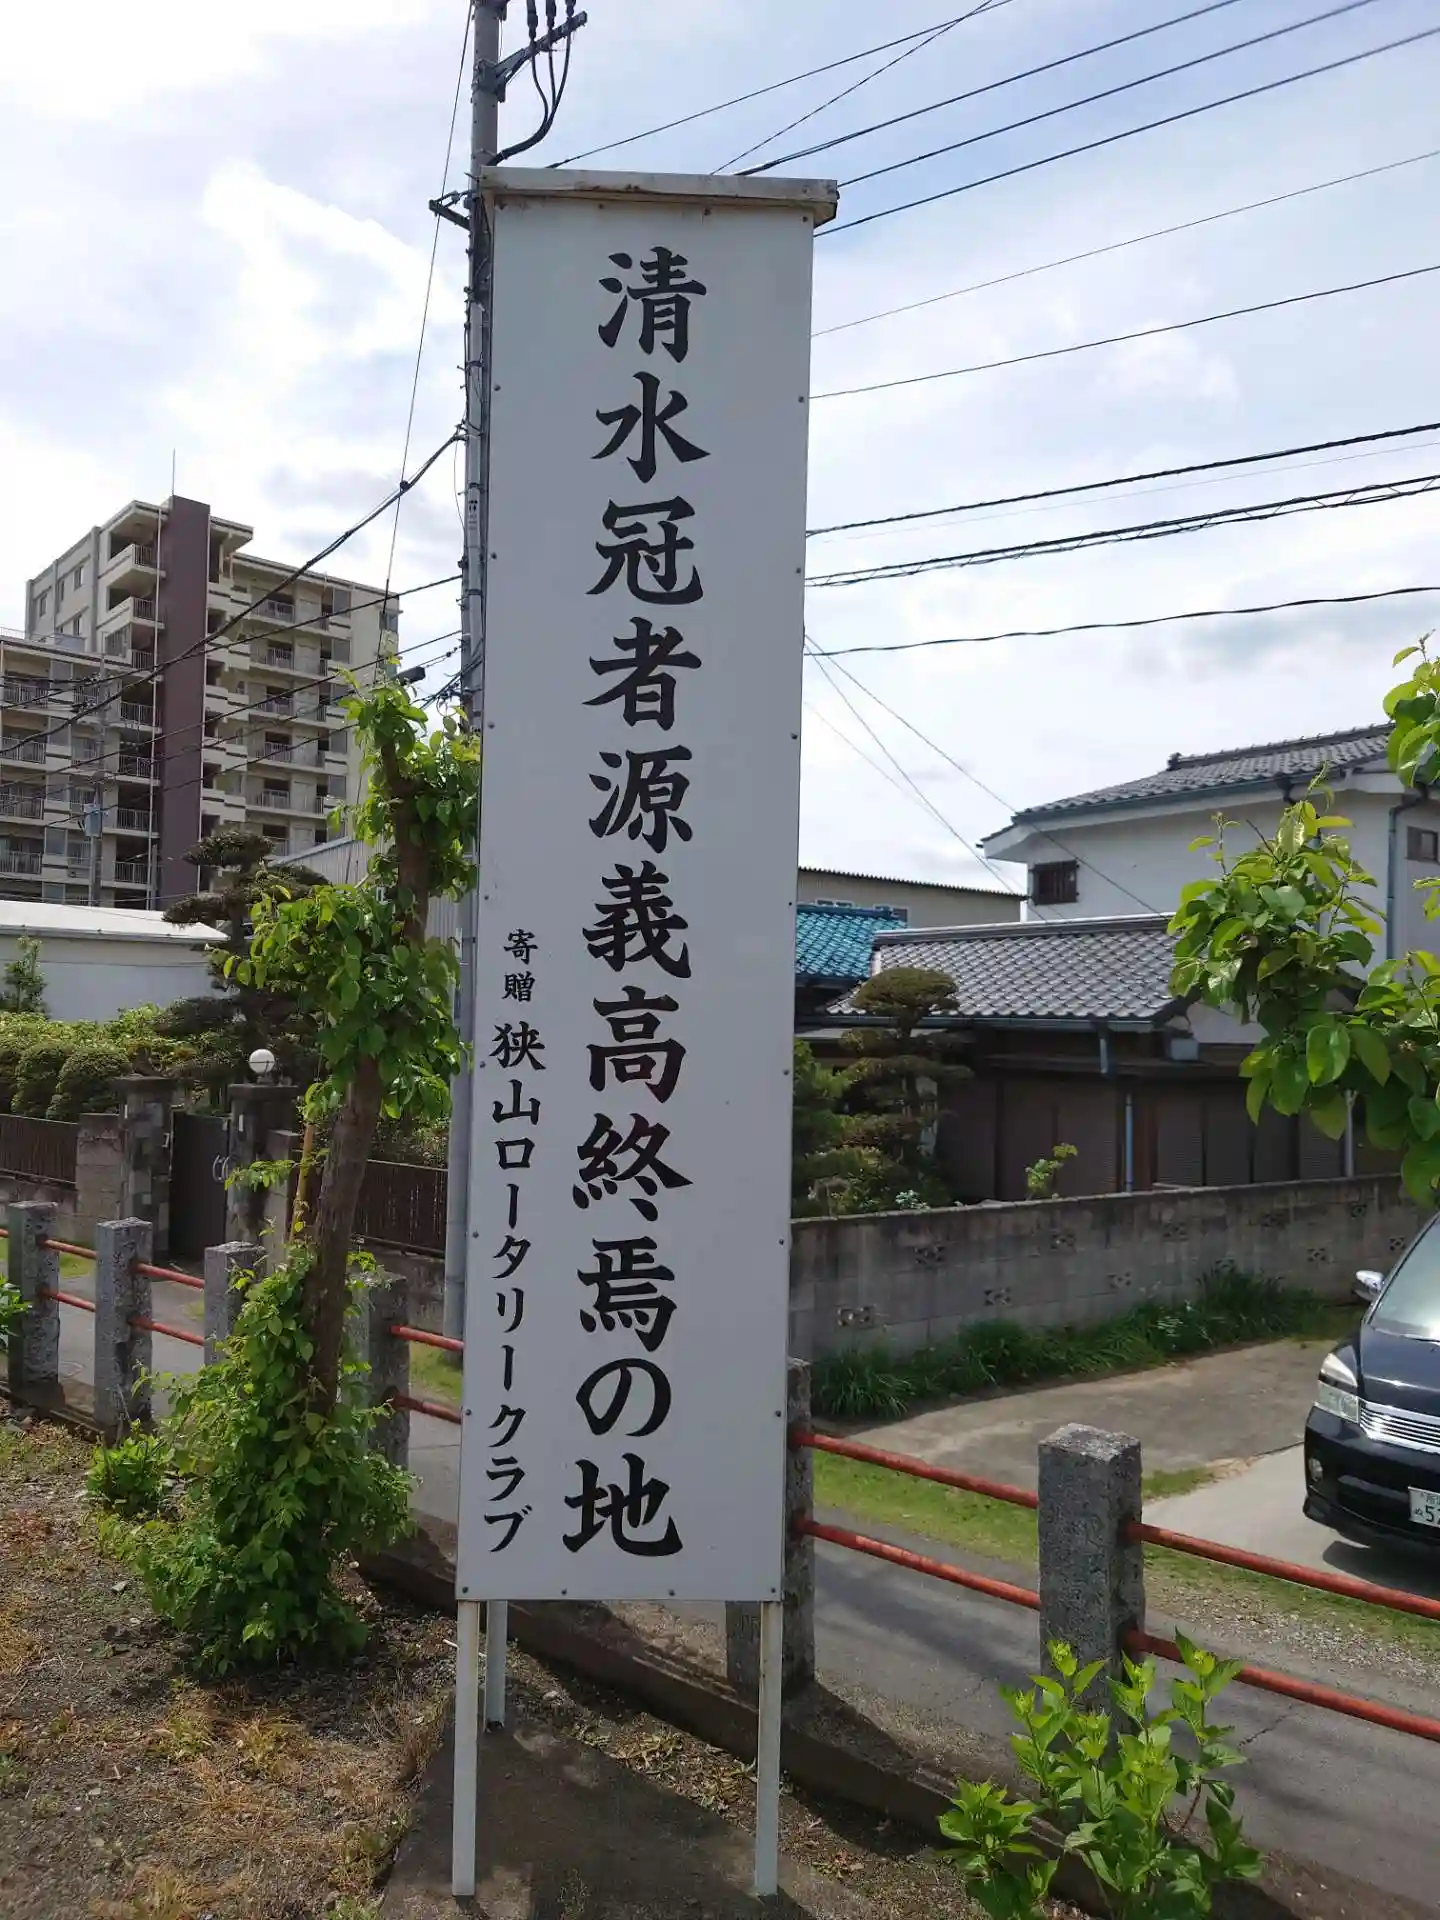 清水冠者源義高終焉の地
寄贈 狭山ロータリークラブ